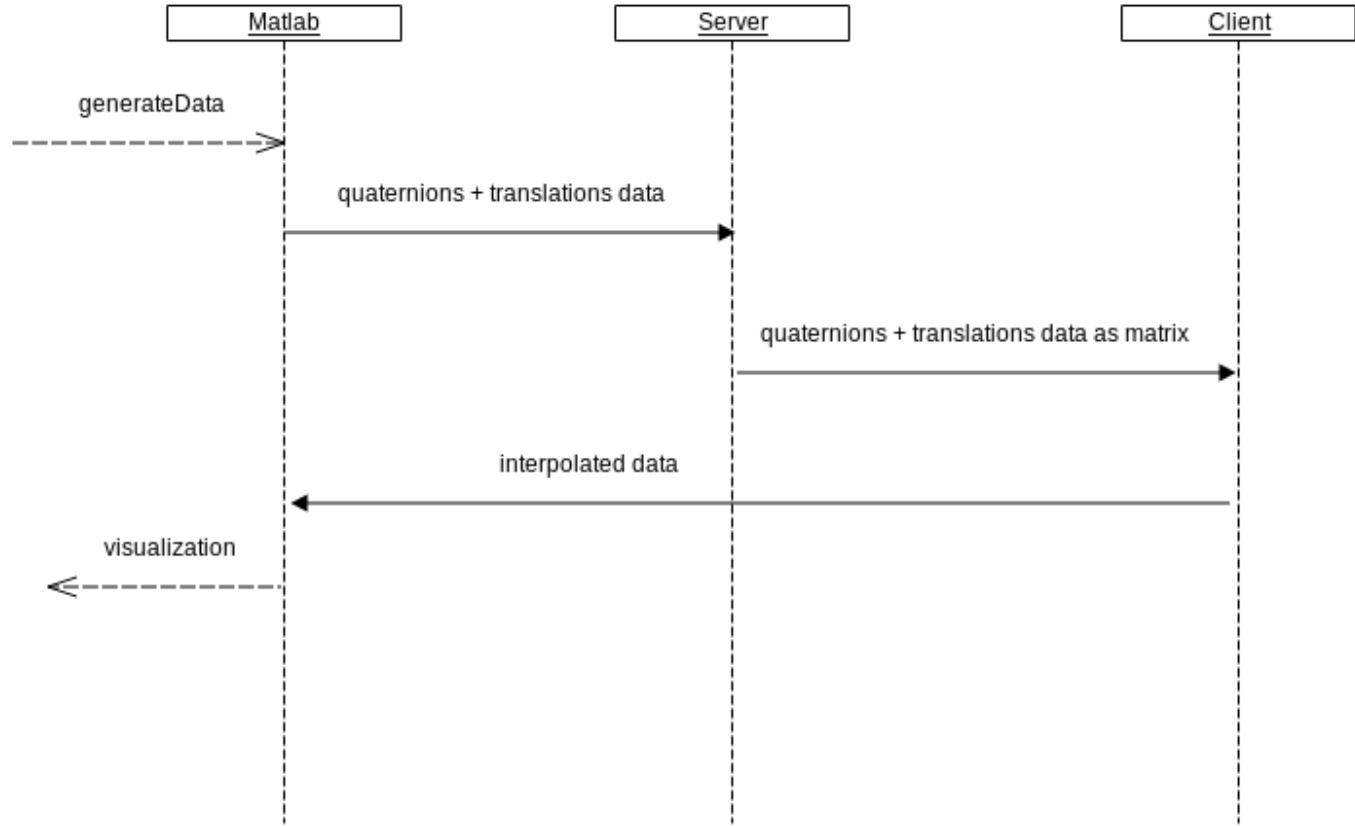 Matlab
Server
Client
generateData
quaternions + translations data
quaternions + translations data as matrix
interpolated data
visualization